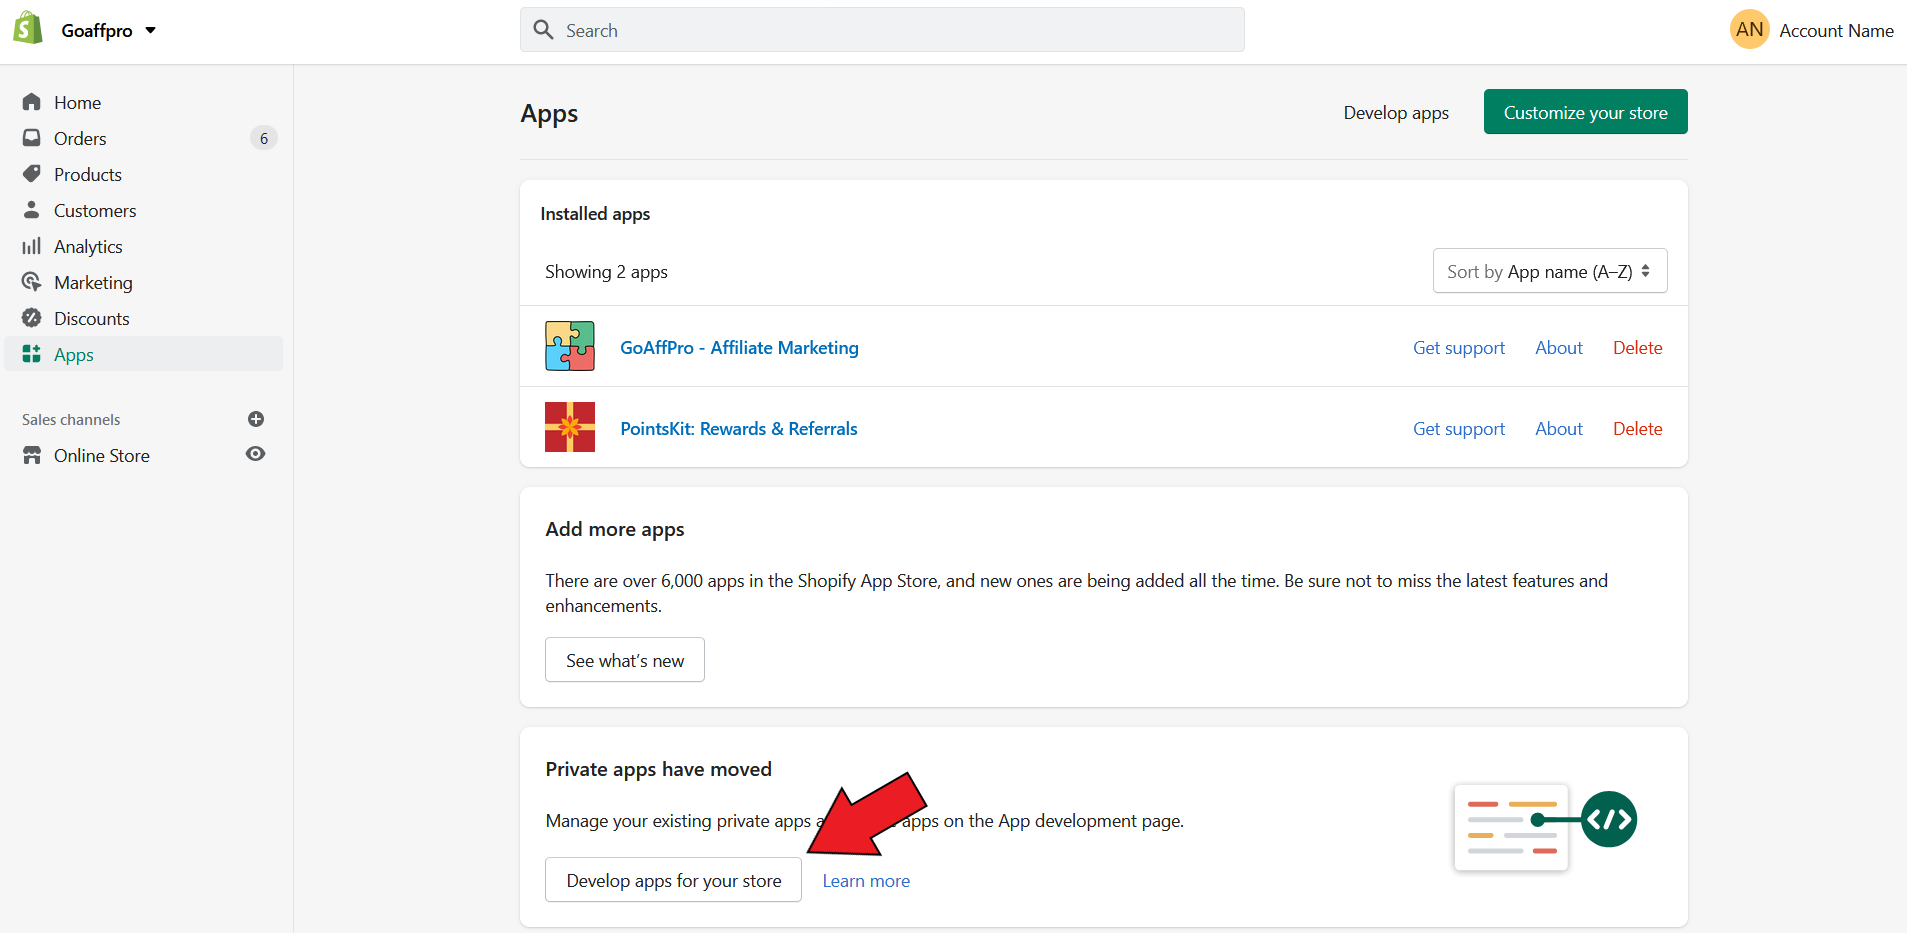 Goaffpro
Search
AN Account Name
Home
Orders 6
Products
Customers
Analytics
Marketing
Discounts
Apps
Sales channels
Online Store
Apps
Develop apps
Customize your store
Installed apps
Showing 2 apps
Sort by App name (A–Z)
GoAffPro - Affiliate Marketing
Get support About Delete
PointsKit: Rewards & Referrals
Get support About Delete
Add more apps
There are over 6,000 apps in the Shopify App Store, and new ones are being added all the time. Be sure not to miss the latest features and
enhancements.
See what's new
Private apps have moved
Manage your existing private apps apps on the App development page.
Develop apps for your store
Learn more